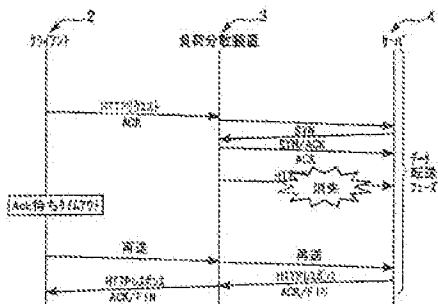 2
3
4
クライアント
負荷分散装置
サーバ
HTTPリクエスト
ACK
SYN
SYN/ACK
ACK
消失
データ
転送
フェーズ
Ack待ちタイムアウト
再送
再送
HTTPレスポンス
ACK/FIN
HTTPレスポンス
ACK/FIN